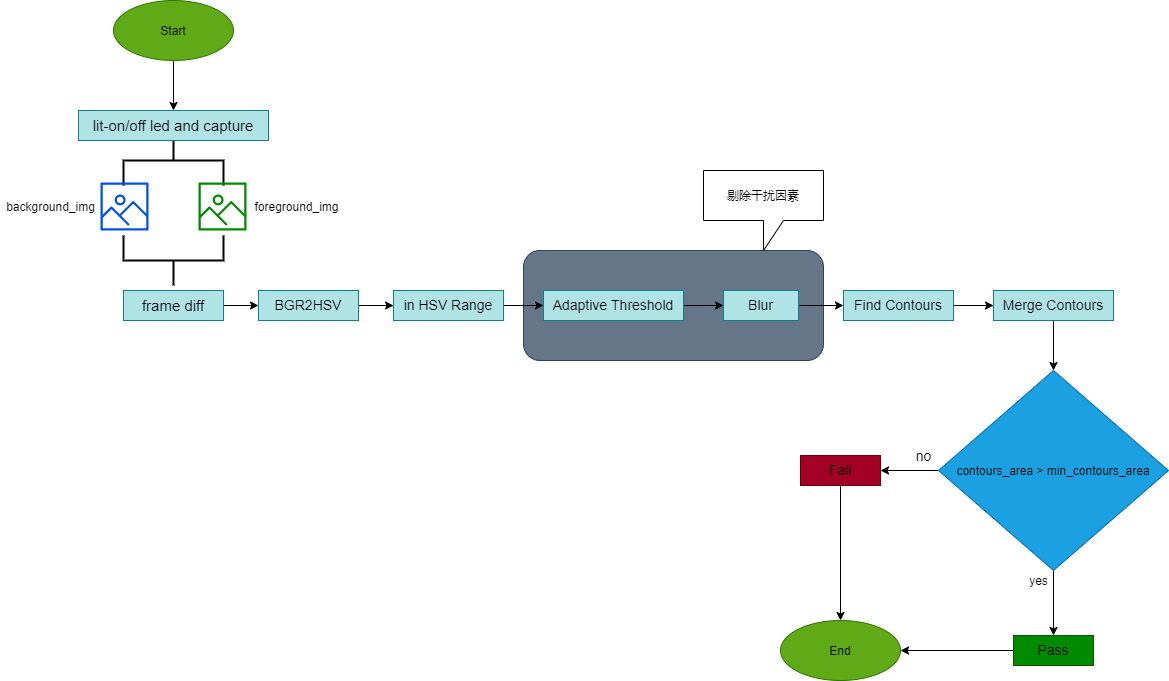 Start
lit-on/off led and capture
background_img
foreground_img
剔除干扰因素
frame diff
BGR2HSV
in HSV Range
Adaptive Threshold
Blur
Find Contours
Merge Contours
contours_area > min_contours_area
no
Fail
yes
Pass
End